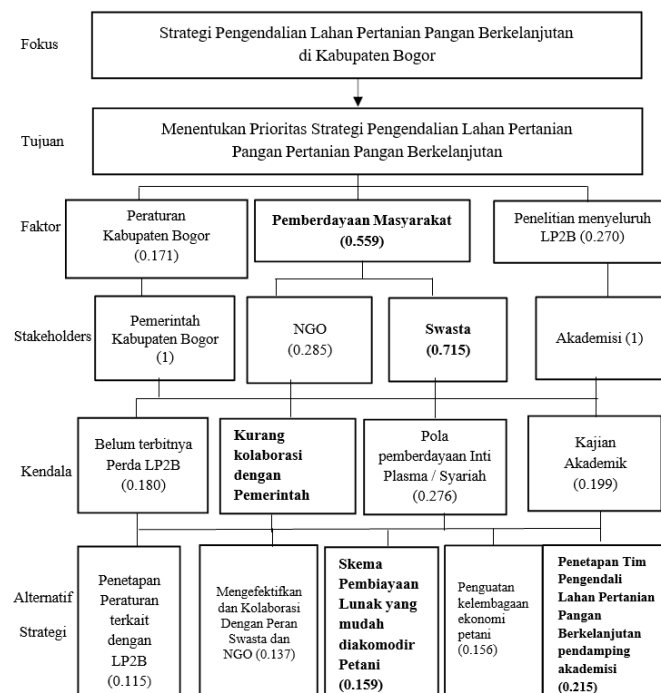 Fokus
Strategi Pengendalian Lahan Pertanian Pangan Berkelanjutan
di Kabupaten Bogor
Tujuan
Menentukan Prioritas Strategi Pengendalian Lahan Pertanian
Pangan Pertanian Pangan Berkelanjutan
Faktor
Peraturan
Kabupaten Bogor
(0.171)
Pemberdayaan Masyarakat
(0.559)
Penelitian menyeluruh
LP2B (0.270)
Stakeholders
Pemerintah
Kabupaten Bogor
(1)
NGO
(0.285)
Swasta
(0.715)
Akademisi (1)
Kendala
Belum terbitnya
Perda LP2B
(0.180)
Kurang
kolaborasi
dengan
Pemerintah
Pola
pemberdayaan Inti
Plasma / Syariah
(0.276)
Kajian
Akademik
(0.199)
Alternatif
Strategi
Penetapan
Peraturan
terkait
dengan
LP2B
(0.115)
Mengefektifkan
dan Kolaborasi
Dengan Peran
Swasta dan
NGO (0.137)
Skema
Pembiayaan
Lunak yang
mudah
diakomodir
Petani
(0.159)
Penguatan
kelembagaan
ekonomi
petani
(0.156)
Penetapan Tim
Pengendali
Lahan Pertanian
Pangan
Berkelanjutan
pendamping
akademisi
(0.215)